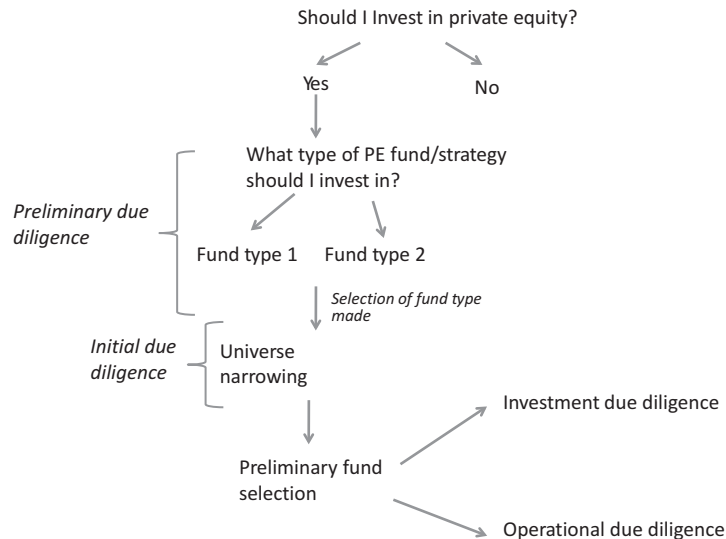 Should I Invest in private equity?
Yes
No
What type of PE fund/strategy
should I invest in?
Preliminary due
diligence
Fund type 1
Fund type 2
Selection of fund type
made
Initial due
diligence
Universe
narrowing
Investment due diligence
Preliminary fund
selection
Operational due diligence